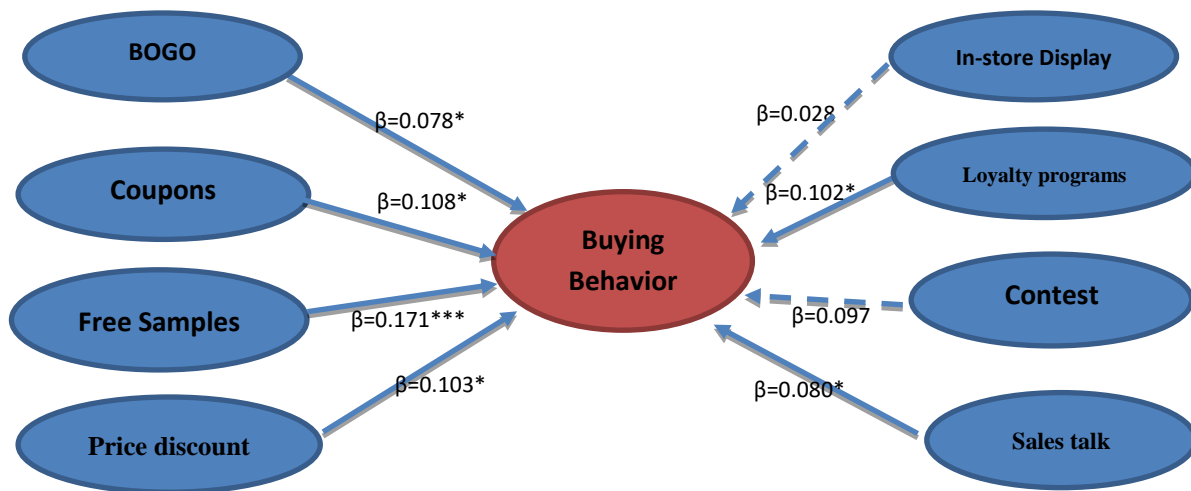 BOGO
In-store Display
β=0.078*
β=0.028
Coupons
Loyalty programs
β=0.108*
β=0.102*
Buying
Behavior
Free Samples
Contest
β=0.171***
β=0.097
β=0.103*
β=0.080*
Price discount
Sales talk